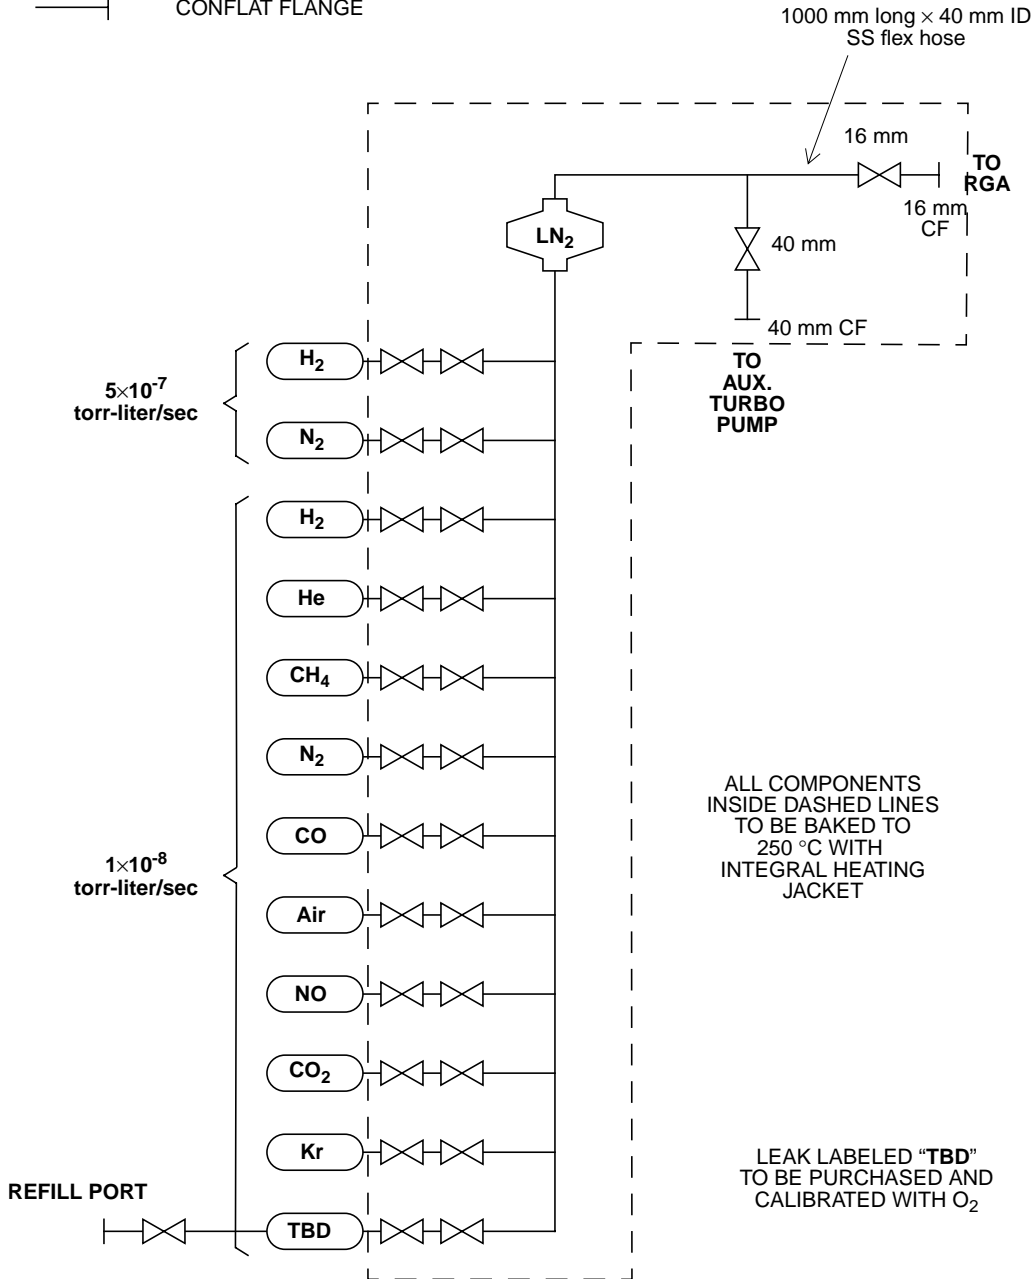 CONFLAT FLANGE
1000 mm long × 40 mm ID
SS flex hose
16 mm
TO
RGA
16 mm
CF
LN2
40 mm
40 mm CF
TO
AUX.
TURBO
PUMP
5×10-7
torr-liter/sec
H2
N2
1×10-8
torr-liter/sec
H2
He
CH4
N2
CO
Air
NO
CO2
Kr
TBD
REFILL PORT
ALL COMPONENTS
INSIDE DASHED LINES
TO BE BAKED TO
250 °C WITH
INTEGRAL HEATING
JACKET
LEAK LABELED “TBD”
TO BE PURCHASED AND
CALIBRATED WITH O2